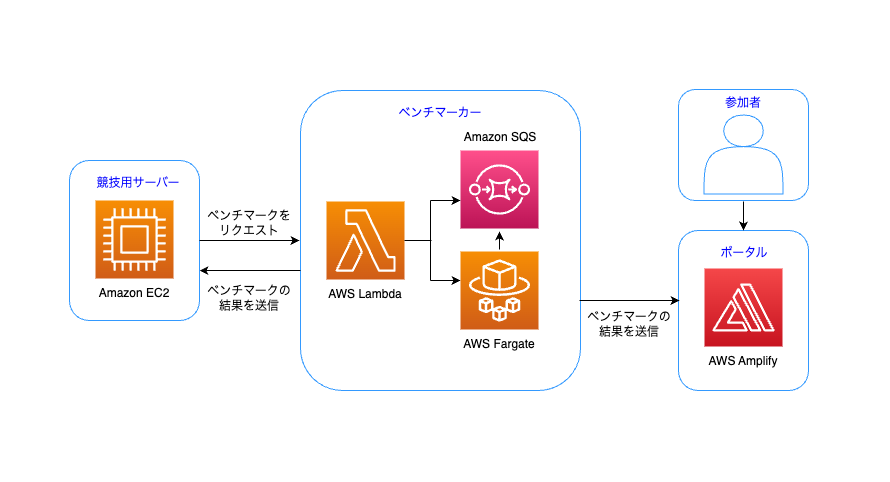 競技用サーバー
Amazon EC2
ベンチマークを
リクエスト
ベンチマークの
結果を送信
ベンチマーカー
Amazon SQS
AWS Lambda
AWS Fargate
ベンチマークの
結果を送信
参加者
ポータル
AWS Amplify